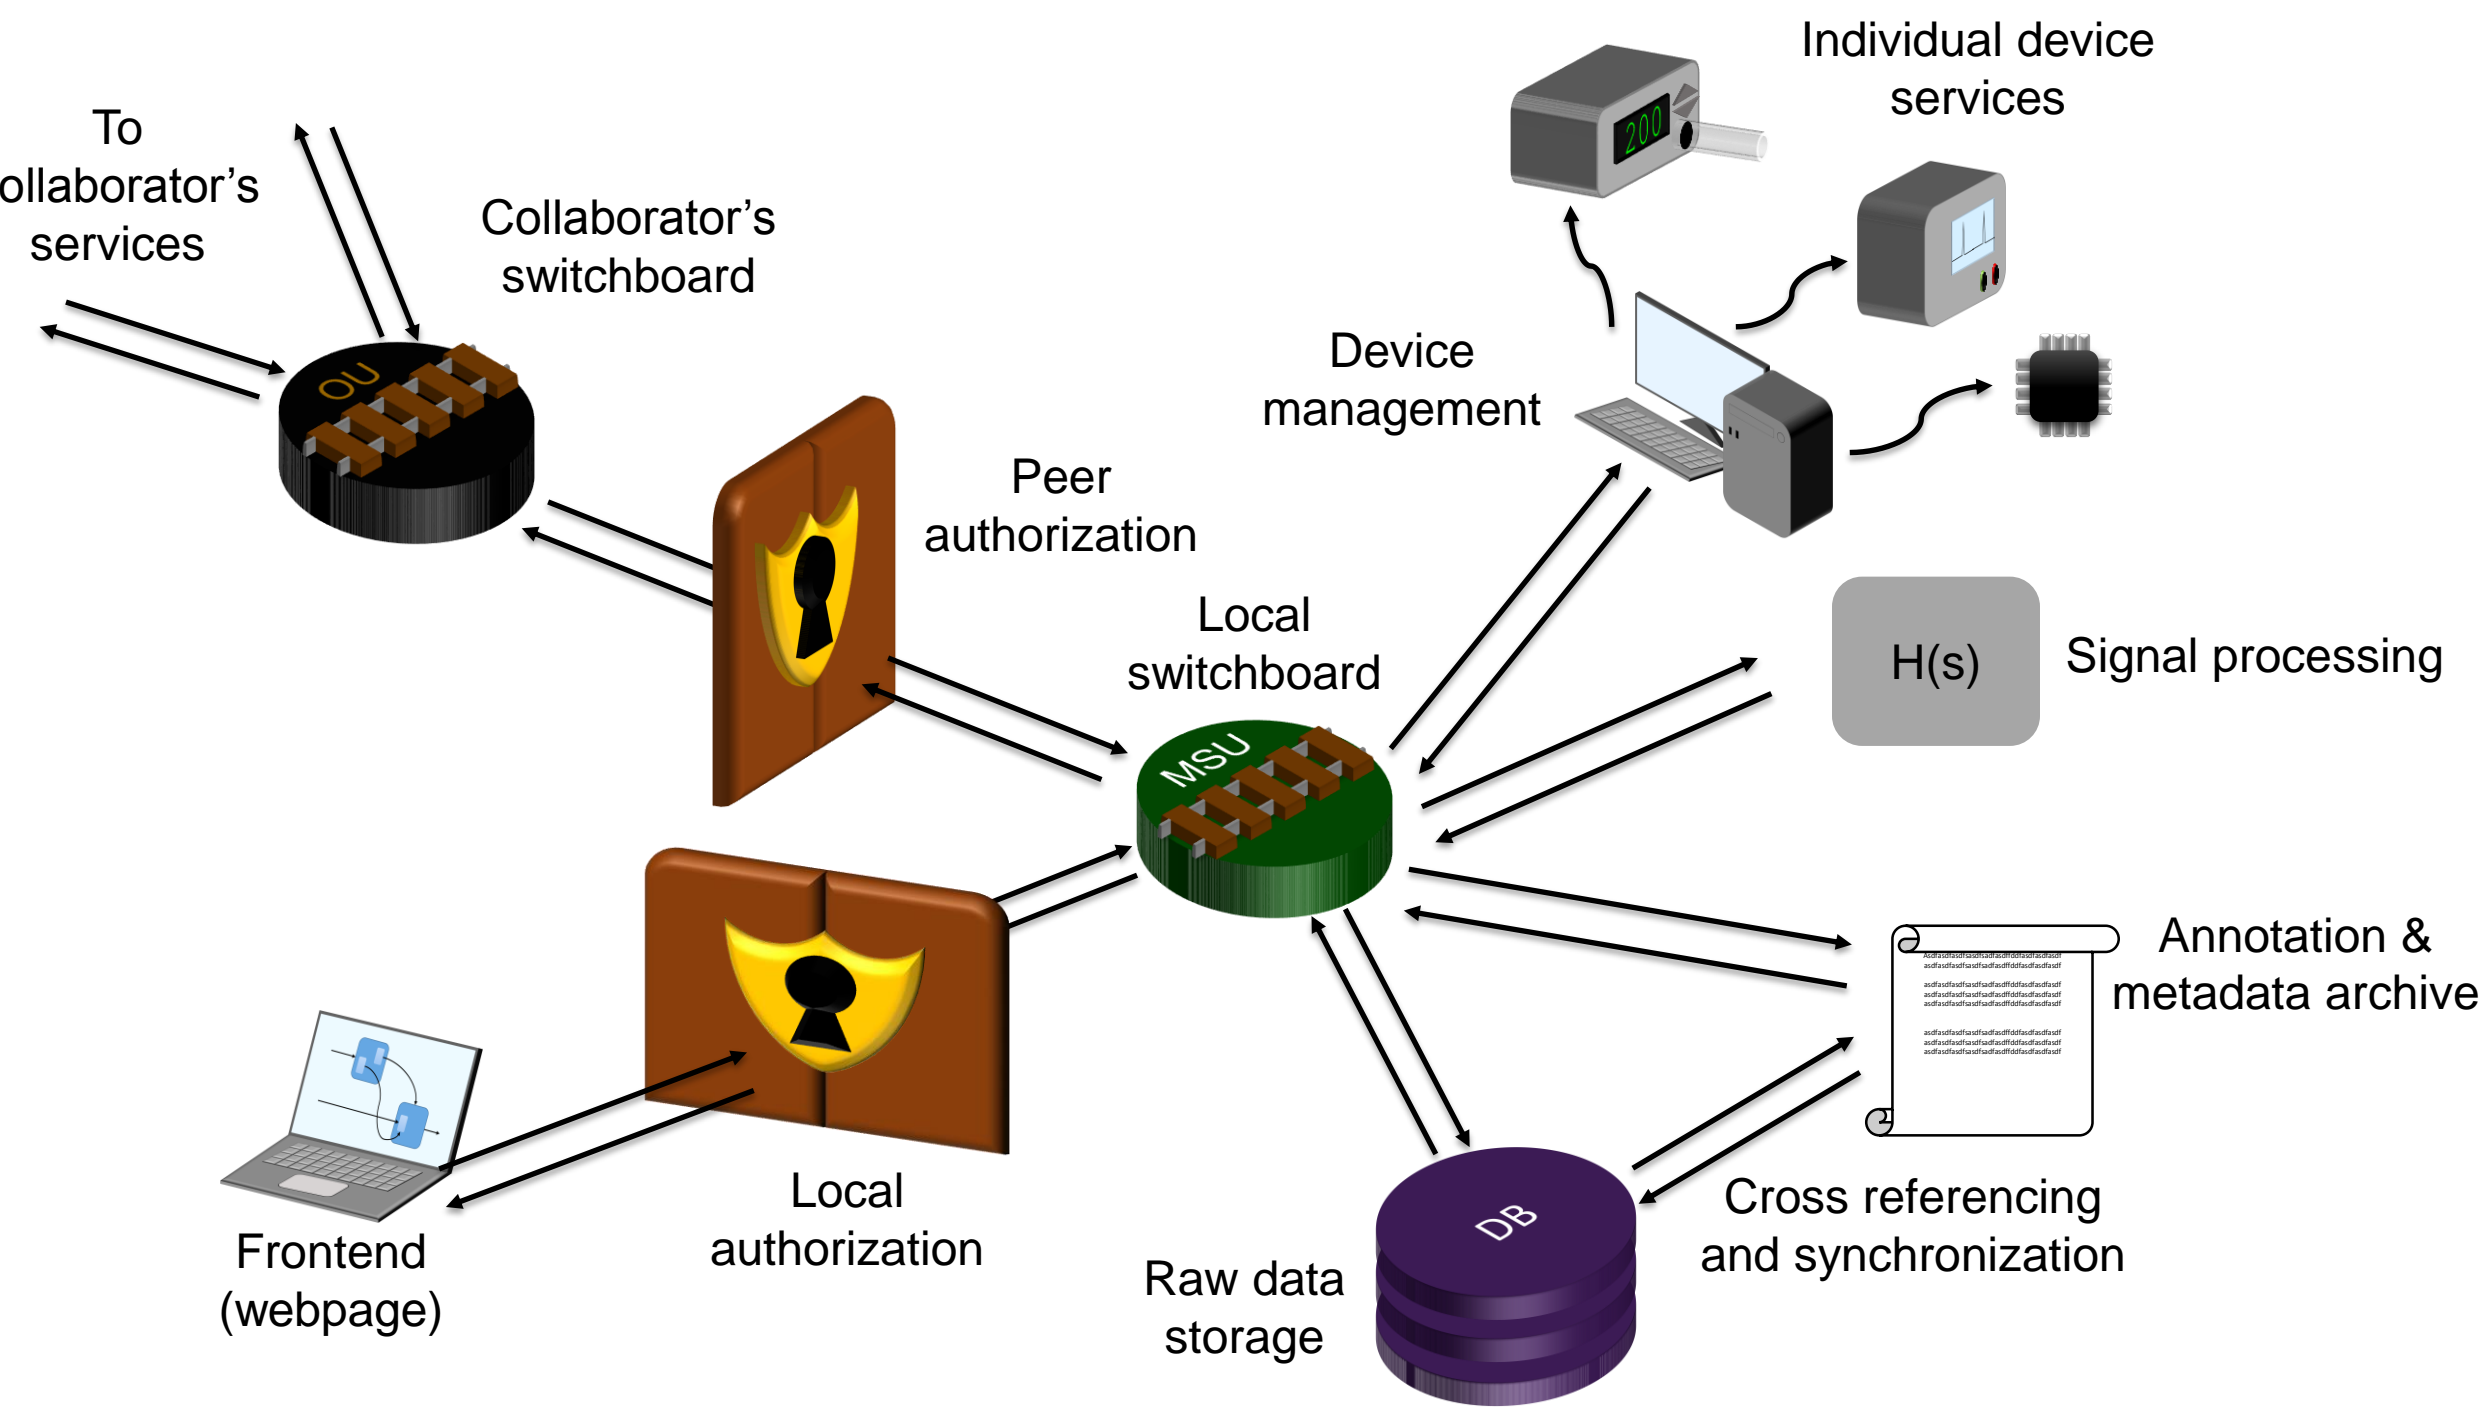 Individual device
services
200
To
ollaborator’s
services
Collaborator’s
switchboard
OU
Device
management
Peer
authorization
Local
switchboard
MSU
H(s)
Signal processing
Annotation &
metadata archive
Local
authorization
Frontend
(webpage)
DB
Raw data
storage
Cross referencing
and synchronization